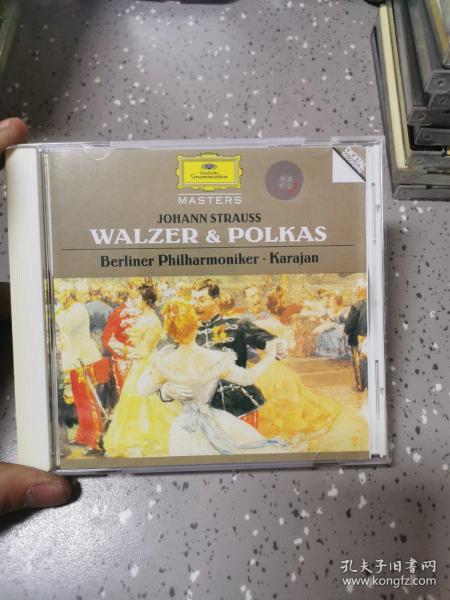 Deutsche
Grammophon
MASTERS
DIGITAL
JOHANN STRAUSS
WALZER & POLKAS
Berliner Philharmoniker · Karajan
孔夫子旧书网
www.kongfz.com